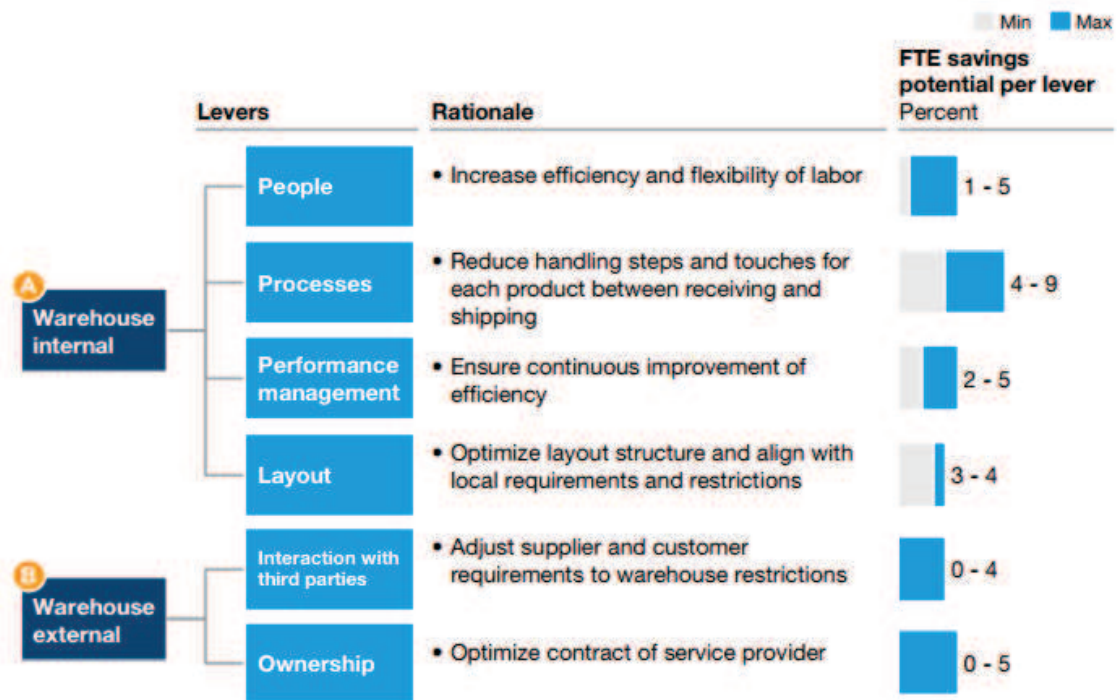 Min Max
FTE savings
potential per lever
Percent
Levers
Rationale
A
Warehouse
internal
People
• Increase efficiency and flexibility of labor
1 - 5
Processes
• Reduce handling steps and touches for
each product between receiving and
shipping
4 - 9
Performance
management
• Ensure continuous improvement of
efficiency
2 - 5
Layout
• Optimize layout structure and align with
local requirements and restrictions
3 - 4
B
Warehouse
external
Interaction with
third parties
• Adjust supplier and customer
requirements to warehouse restrictions
0 - 4
Ownership
• Optimize contract of service provider
0 - 5